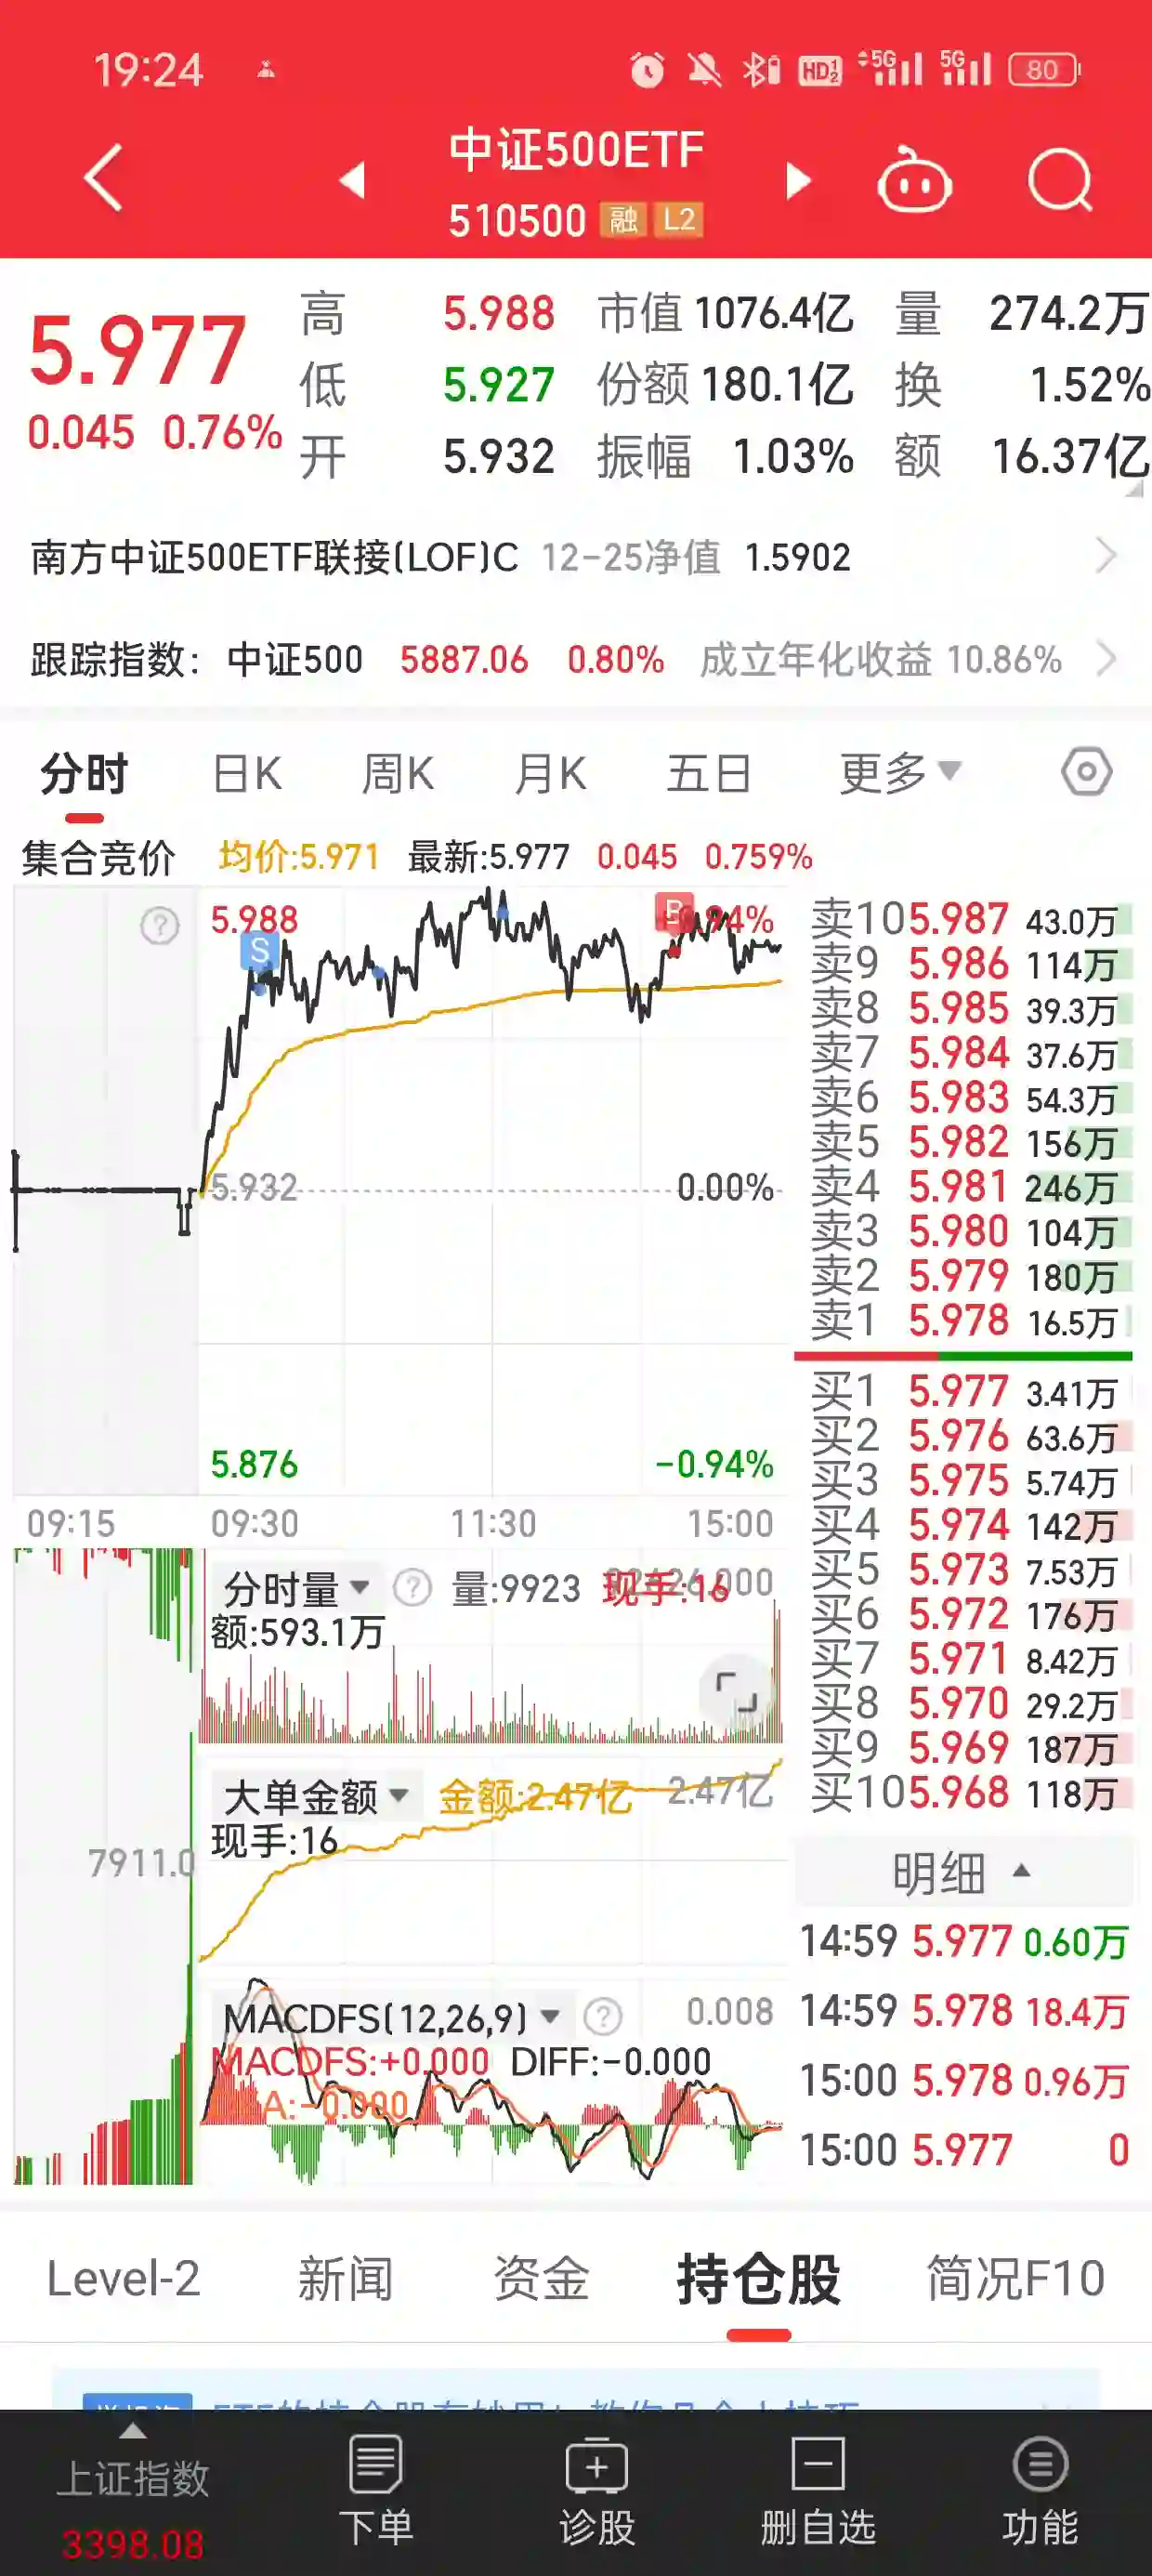 19:24 HD 1 2 5G 5G 80
中证500ETF
510500 融 L2
5.977
0.045 0.76%
高 5.988 市值 1076.4亿 量 274.2万
低 5.927 份额 180.1亿 换 1.52%
开 5.932 振幅 1.03% 额 16.37亿
南方中证500ETF联接(LOF)C 12-25净值 1.5902
跟踪指数: 中证500 5887.06 0.80% 成立年化收益 10.86%
分时 日K 周K 月K 五日 更多
集合竞价 均价:5.971 最新:5.977 0.045 0.759%
5.988 S B 94%
5.932 0.00%
5.876 -0.94%
09:15 09:30 11:30 15:00
卖10 5.987 43.0万
卖9 5.986 114万
卖8 5.985 39.3万
卖7 5.984 37.6万
卖6 5.983 54.3万
卖5 5.982 156万
卖4 5.981 246万
卖3 5.980 104万
卖2 5.979 180万
卖1 5.978 16.5万
买1 5.977 3.41万
买2 5.976 63.6万
买3 5.975 5.74万
买4 5.974 142万
买5 5.973 7.53万
买6 5.972 176万
买7 5.971 8.42万
买8 5.970 29.2万
买9 5.969 187万
买10 5.968 118万
分时量 量:9923 现手:16
额:593.1万
大单金额 金额:2.47亿 2.47亿
现手:16
7911.0
MACDFS(12,26,9) 0.008
MACDFS:+0.000 DIFF:-0.000
A:-0.000
明细
14:59 5.977 0.60万
14:59 5.978 18.4万
15:00 5.978 0.96万
15:00 5.977 0
Level-2 新闻 资金 持仓股 简况F10
上证指数
3398.08
下单 诊股 删自选 功能